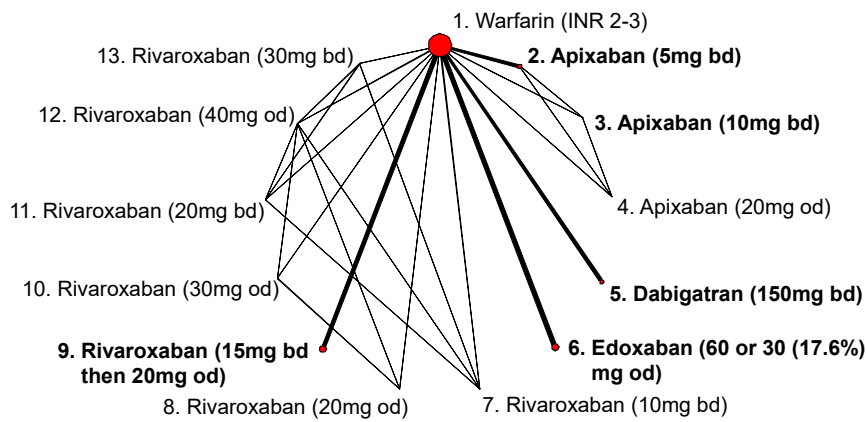 1. Warfarin (INR 2-3)
2. Apixaban (5mg bd)
3. Apixaban (10mg bd)
4. Apixaban (20mg od)
5. Dabigatran (150mg bd)
6. Edoxaban (60 or 30 (17.6%)
mg od)
7. Rivaroxaban (10mg bd)
8. Rivaroxaban (20mg od)
9. Rivaroxaban (15mg bd
then 20mg od)
10. Rivaroxaban (30mg od)
11. Rivaroxaban (20mg bd)
12. Rivaroxaban (40mg od)
13. Rivaroxaban (30mg bd)